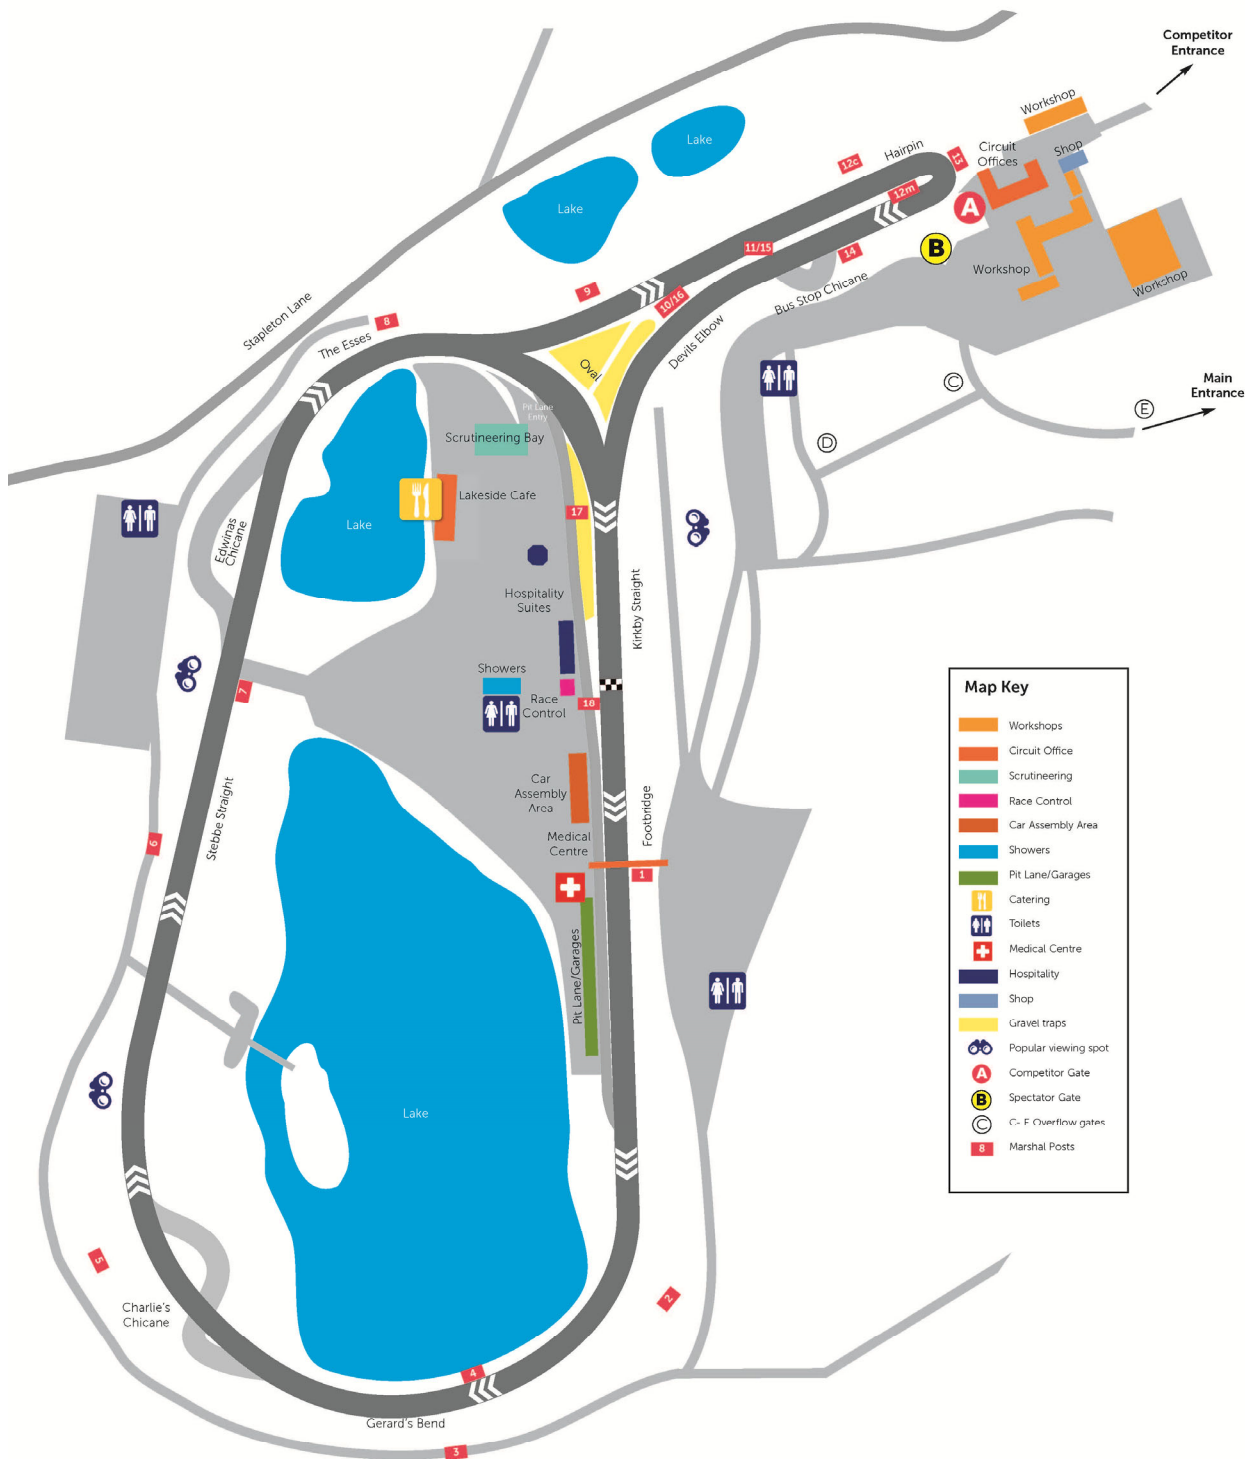 Competitor
Entrance
Workshop
Lake
Hairpin
Circuit
Offices
Shop
12c
13
12m
A
Lake
B
11/15
14
Workshop
Workshop
9
10/16
Bus Stop Chicane
Stapleton Lane
8
The Esses
Devils Elbow
Oval
C
Main
Entrance
E
Pit Lane
Entry
D
Scrutineering Bay
Lakeside Cafe
17
Lake
Edwinas
Chicane
Hospitality
Suites
Kirkby Straight
Showers
7
Race
Control
18
Car
Assembly
Area
Stebbe Straight
6
Medical
Centre
Footbridge
1
Pit Lane/Garages
Lake
5
2
Charlie's
Chicane
4
Gerard's Bend
3
Map Key
Workshops
Circuit Office
Scrutineering
Race Control
Car Assembly Area
Showers
Pit Lane/Garages
Catering
Toilets
Medical Centre
Hospitality
Shop
Gravel traps
Popular viewing spot
A Competitor Gate
B Spectator Gate
C C- E Overflow gates
8 Marshal Posts